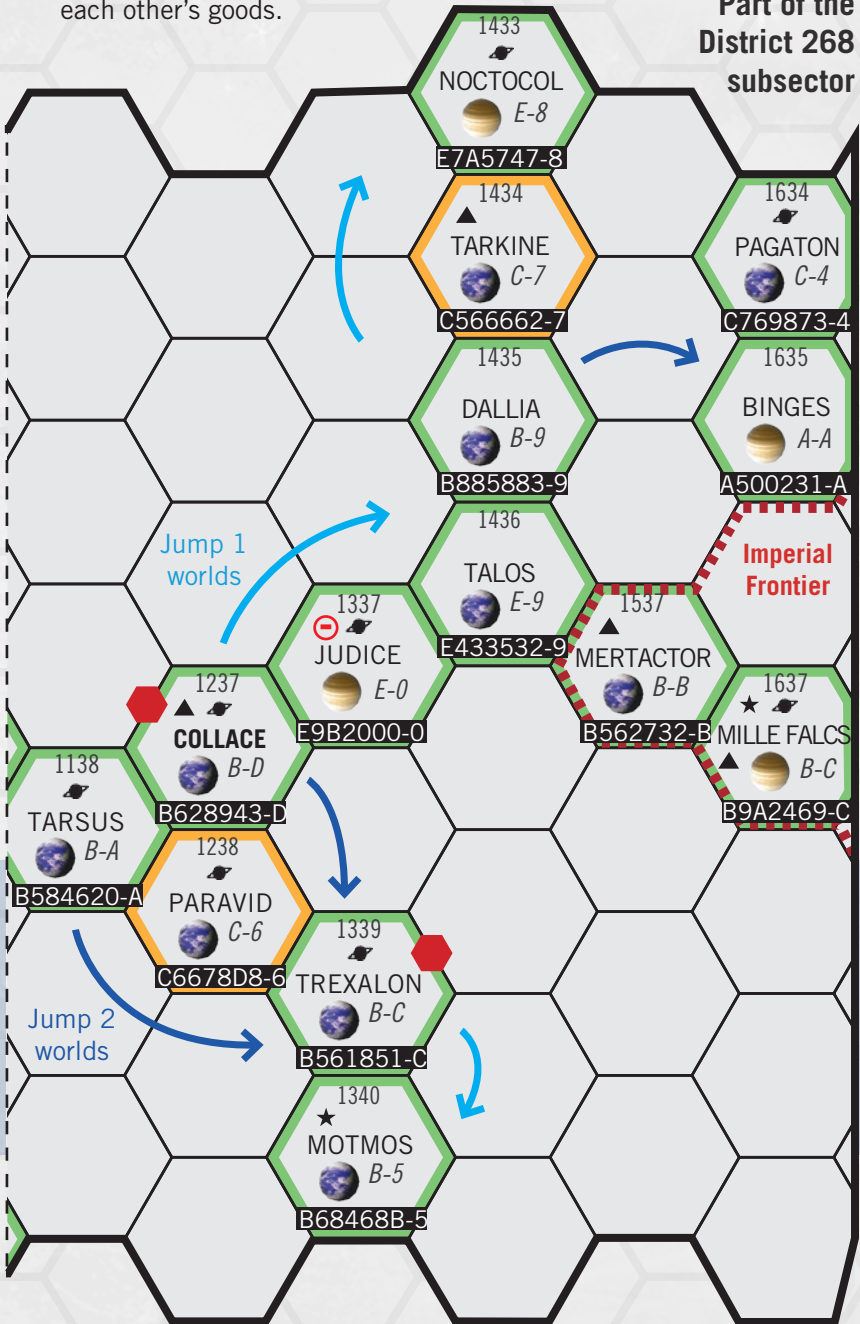 each other's goods.
Part of the
District 268
subsector
1433
NOCTOCOL
E-8
E7A5747-8
1434
TARKINE
C-7
C566662-7
1634
PAGATON
C-4
C769873-4
1435
DALLIA
B-9
B885883-9
1635
BINGES
A-A
A500231-A
1436
TALOS
E-9
E433532-9
Imperial
Frontier
Jump 1
worlds
1337
JUDICE
E-0
E9B2000-0
1537
MERTACTOR
B-B
B562732-B
1237
COLLACE
B-D
B628943-D
1637
MILLE FALCS
B-C
B9A2469-C
1138
TARSUS
B-A
B584620-A
1238
PARAVID
C-6
C6678D8-6
1339
TREXALON
B-C
B561851-C
Jump 2
worlds
1340
MOTMOS
B-5
B68468B-5